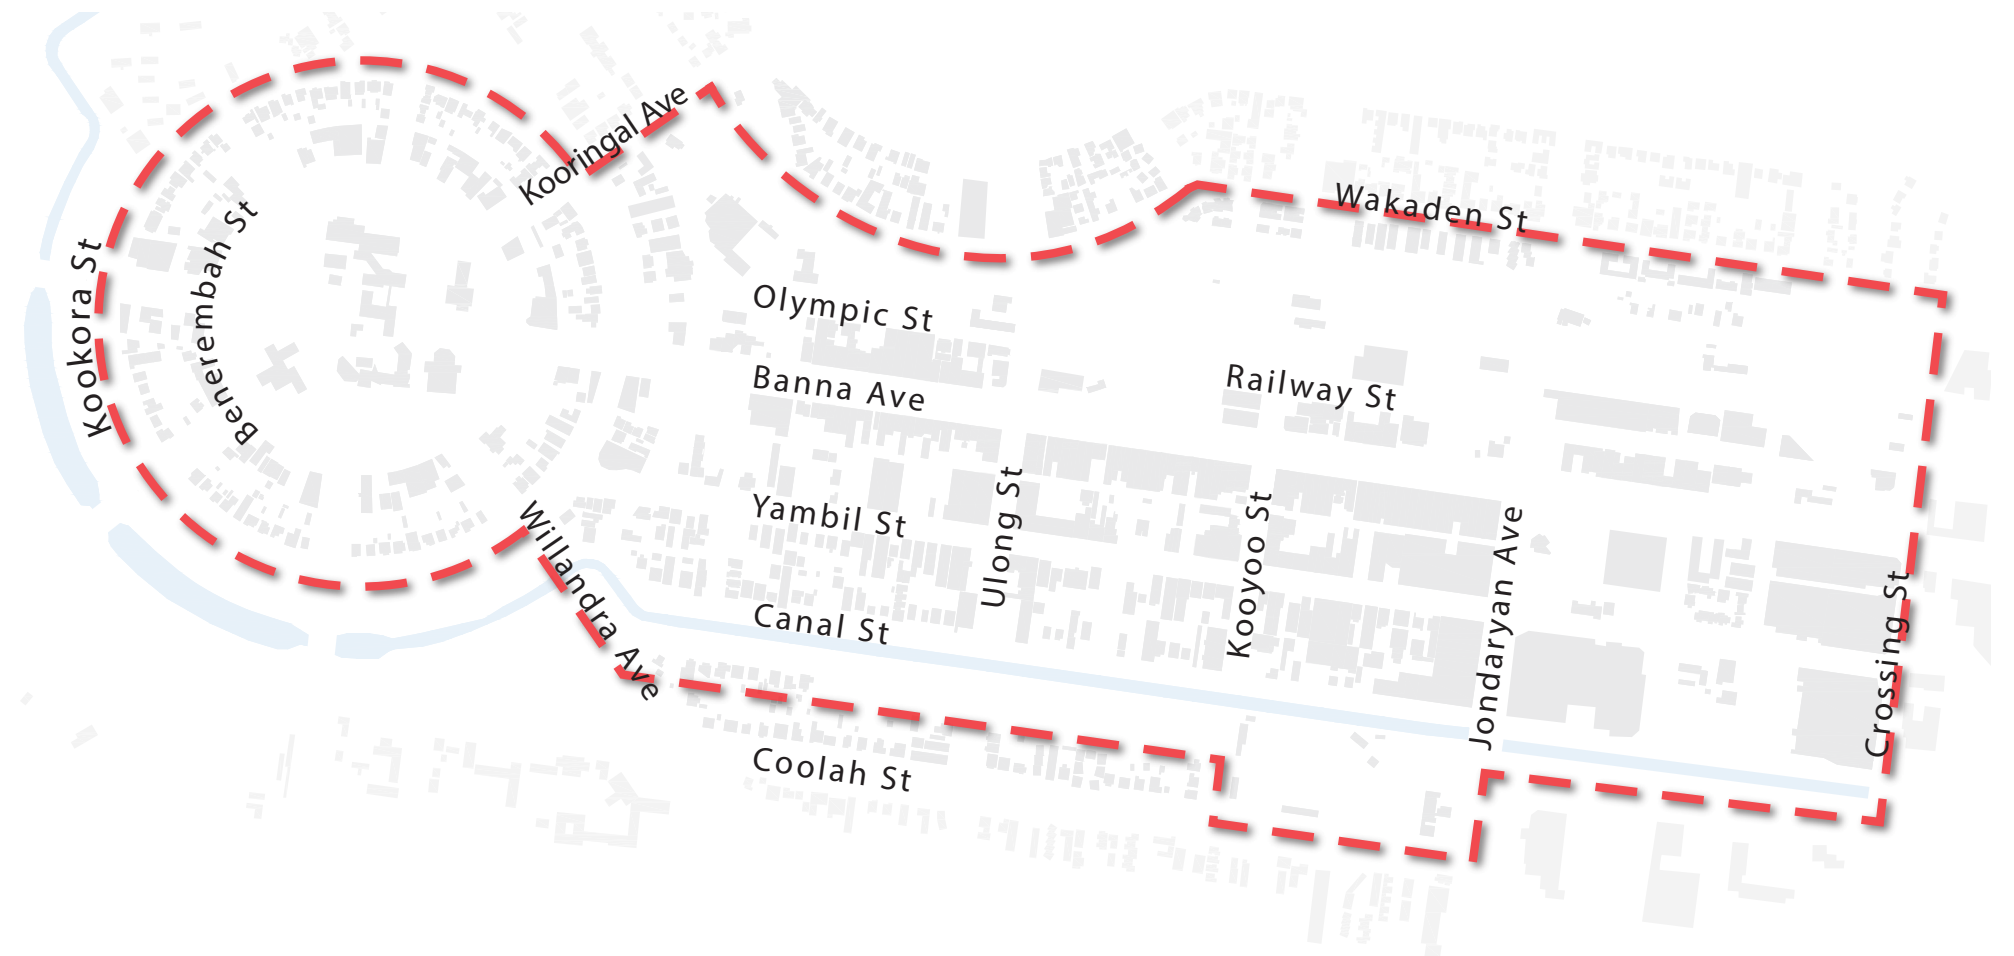 Kooringal Ave
Wakaden St
Kookora St
Benerembah St
Olympic St
Banna Ave
Railway St
Yambil St
Ulong St
Kooyoo St
Jondaryan Ave
Willandra Ave
Canal St
Crossing St
Coolah St